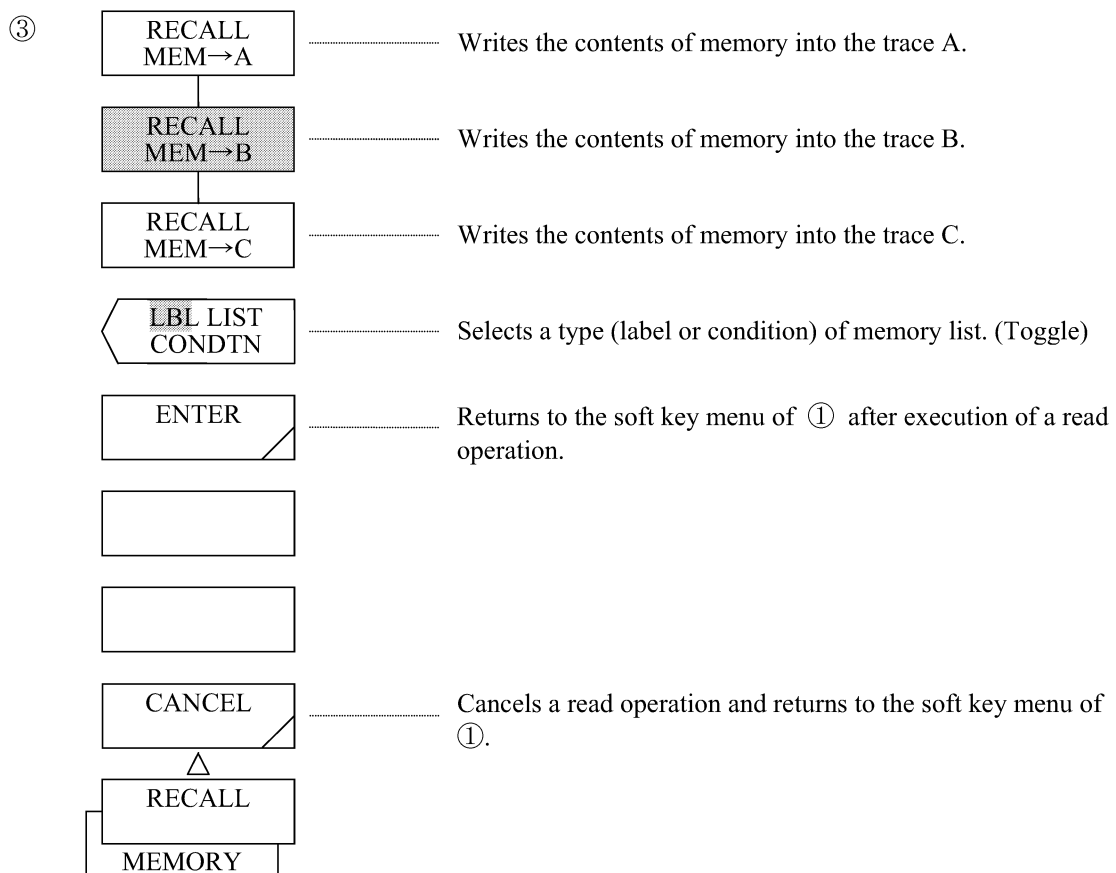 ③
RECALL
MEM→A
Writes the contents of memory into the trace A.
RECALL
MEM→B
Writes the contents of memory into the trace B.
RECALL
MEM→C
Writes the contents of memory into the trace C.
LBL LIST
CONDTN
Selects a type (label or condition) of memory list. (Toggle)
ENTER
Returns to the soft key menu of ① after execution of a read
operation.
CANCEL
Cancels a read operation and returns to the soft key menu of
①.
RECALL
MEMORY